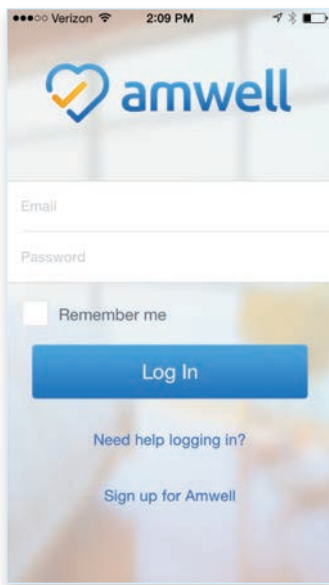 Verizon 2:09 PM
amwell
Email
Password
Remember me
Log In
Need help logging in?
Sign up for Amwell